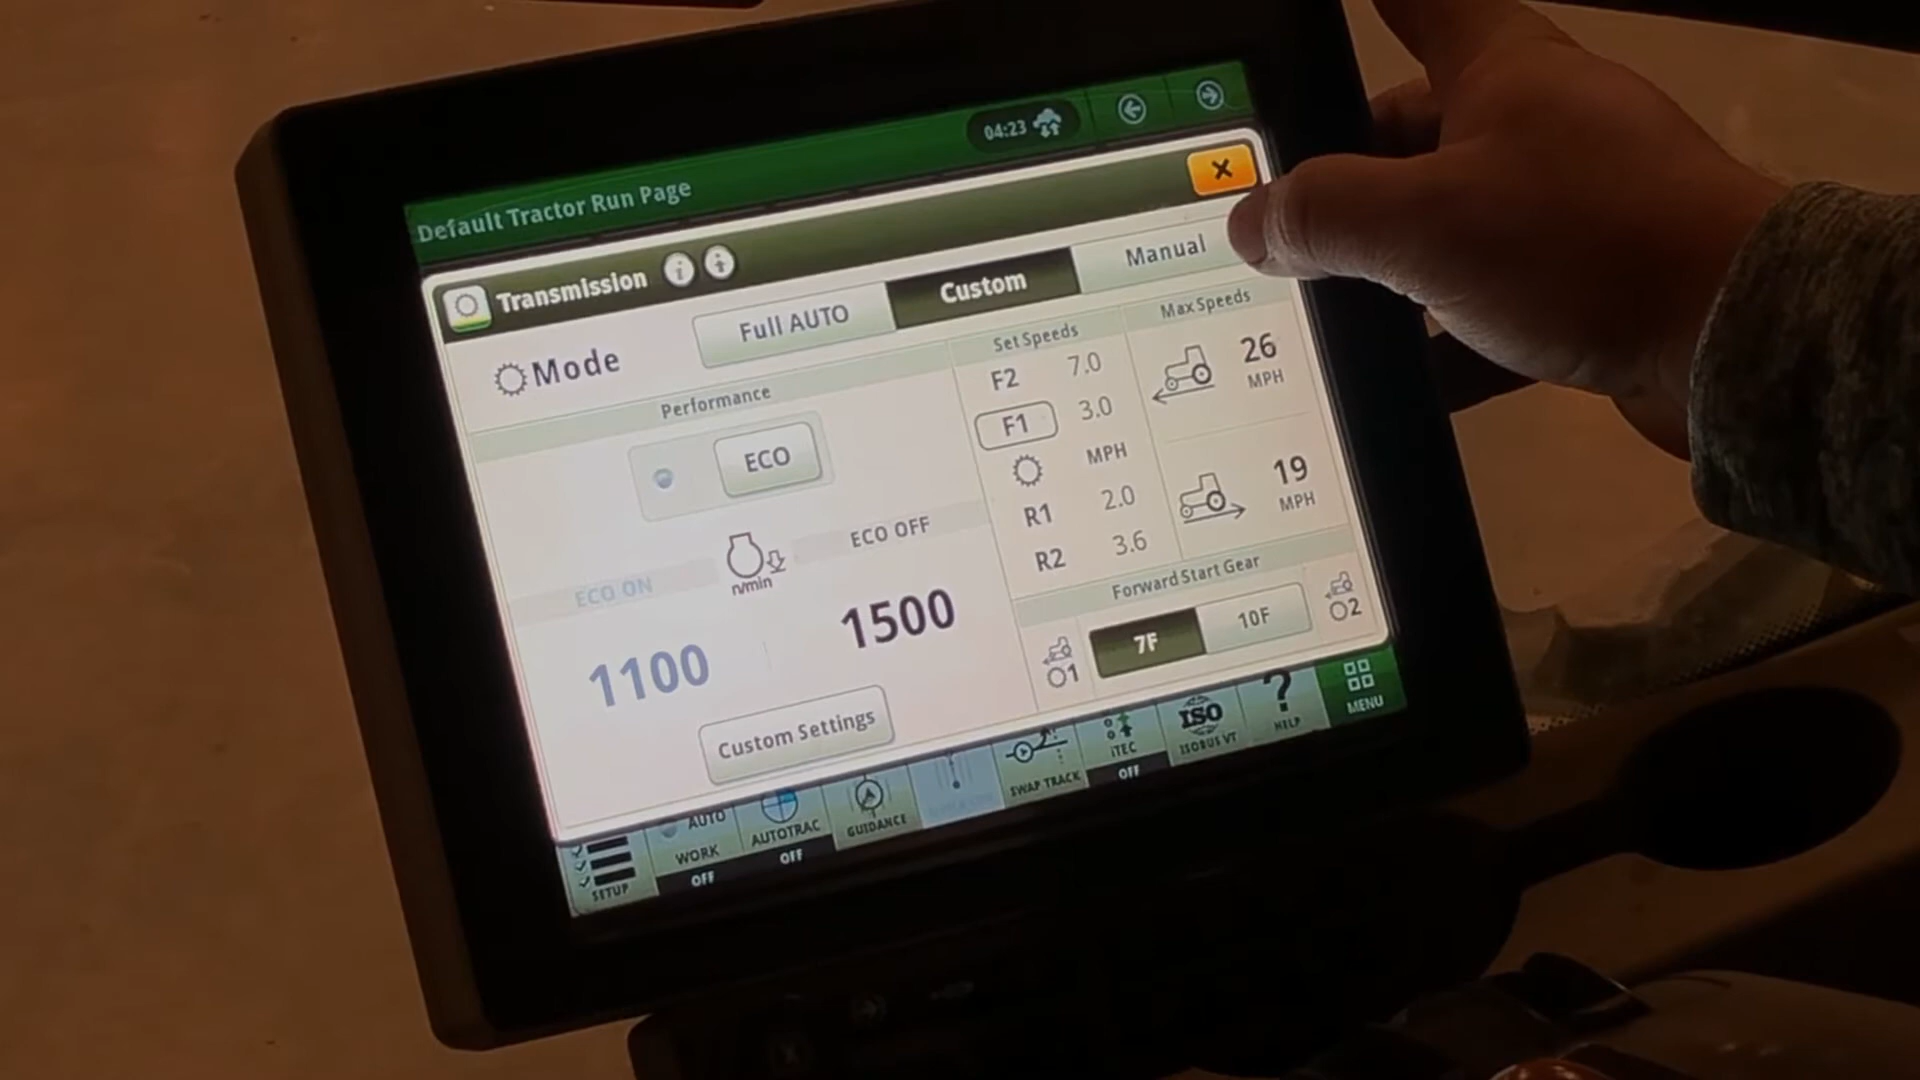 04:23
Default Tractor Run Page
Transmission
Mode
Full AUTO
Custom
Manual
Performance
ECO
ECO ON
n/min
ECO OFF
1100
1500
Custom Settings
Set Speeds
F2 7.0
F1 3.0
MPH
R1 2.0
R2 3.6
Max Speeds
26
MPH
19
MPH
Forward Start Gear
1
7F
10F
2
SETUP
AUTO
WORK
OFF
AUTOTRAC
OFF
GUIDANCE
SWAP TRACK
iTEC
OFF
ISO
ISOBUS VT
?
HELP
MENU